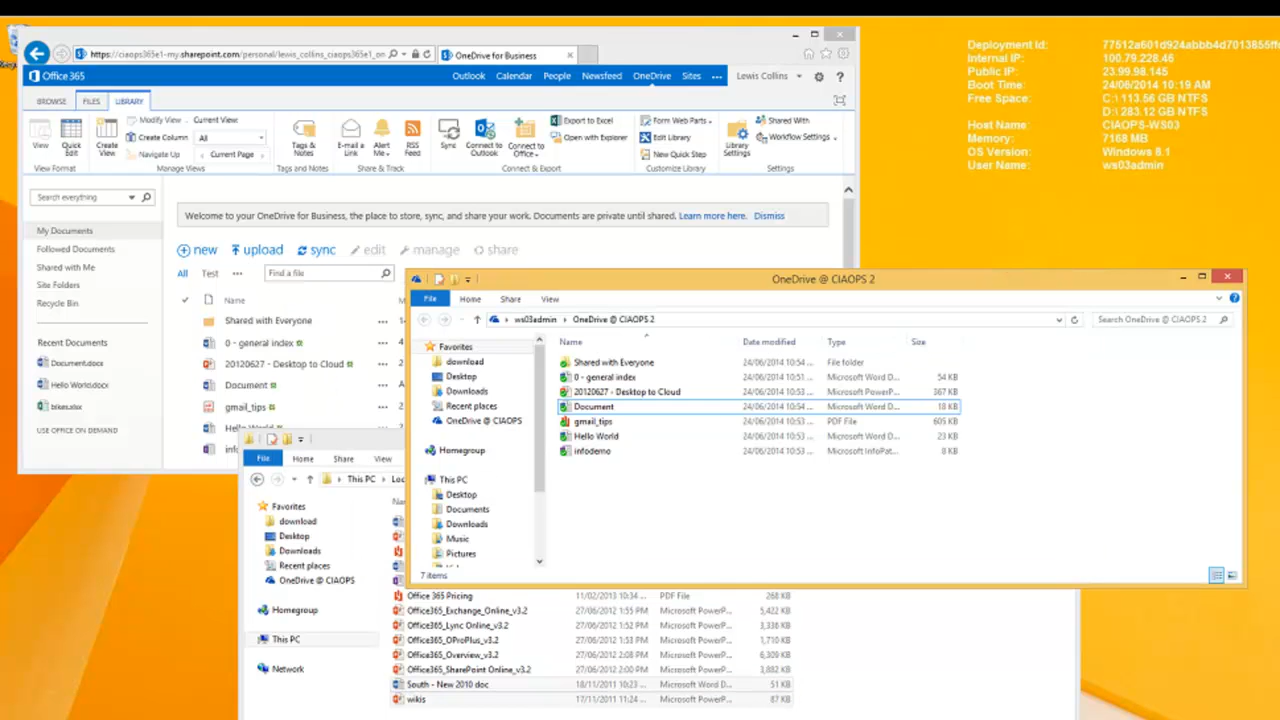 Deployment Id: 77512a601d924abbb4d7013855ff
Internal IP: 100.79.228.46
Public IP: 23.99.98.145
Boot Time: 24/06/2014 10:19 AM
Free Space: C:\ 113.56 GB NTFS
D:\ 283.12 GB NTFS
Host Name: CIAOPS-WS03
Memory: 7168 MB
OS Version: Windows 8.1
User Name: ws03admin
https://ciaops365e1-my.sharepoint.com/personal/lewis_collins_ciaops365e1_on
OneDrive for Business
Office 365
Outlook Calendar People Newsfeed OneDrive Sites ... Lewis Collins ?
BROWSE FILES LIBRARY
View
Quick Edit
Create View
Modify View
Create Column
Navigate Up
Current View:
All
Current Page
Tags & Notes
E-mail a Link
Alert Me
RSS Feed
Sync
Connect to Outlook
Connect to Office
Export to Excel
Open with Explorer
Form Web Parts
Edit Library
New Quick Step
Library Settings
Shared With
Workflow Settings
View Format Manage Views Tags and Notes Share & Track Connect & Export Customize Library Settings
Search everything
My Documents
Followed Documents
Shared with Me
Site Folders
Recycle Bin
Recent Documents
Document.docx
Hello World.docx
bikes.xlsx
USE OFFICE ON DEMAND
Welcome to your OneDrive for Business, the place to store, sync, and share your work. Documents are private until shared. Learn more here. Dismiss
new upload sync edit manage share
All Test ... Find a file
Name
Shared with Everyone ...
0 - general index ...
20120627 - Desktop to Cloud ...
Document ...
gmail_tips ...
OneDrive @ CIAOPS 2
File Home Share View
ws03admin OneDrive @ CIAOPS 2
Search OneDrive @ CIAOPS 2
Favorites
download
Desktop
Downloads
Recent places
OneDrive @ CIAOPS
Homegroup
This PC
Desktop
Documents
Downloads
Music
Pictures
Name Date modified Type Size
Shared with Everyone 24/06/2014 10:54 ... File folder
0 - general index 24/06/2014 10:51 ... Microsoft Word D... 54 KB
20120627 - Desktop to Cloud 24/06/2014 10:53 ... Microsoft PowerP... 367 KB
Document 24/06/2014 10:54 ... Microsoft Word D... 18 KB
gmail_tips 24/06/2014 10:53 ... PDF File 605 KB
Hello World 24/06/2014 10:53 ... Microsoft Word D... 23 KB
infodemo 24/06/2014 10:53 ... Microsoft InfoPat... 8 KB
7 items
File Home Share View
This PC
Favorites
download
Desktop
Downloads
Recent places
OneDrive @ CIAOPS
Homegroup
This PC
Network
Office 365 Pricing 11/02/2013 10:34 ... PDF File 268 KB
Office365_Exchange_Online_v3.2 27/06/2012 1:55 PM Microsoft PowerP... 5,422 KB
Office365_Lync Online_v3.2 27/06/2012 1:52 PM Microsoft PowerP... 3,336 KB
Office365_OProPlus_v3.2 27/06/2012 1:53 PM Microsoft PowerP... 1,710 KB
Office365_Overview_v3.2 27/06/2012 2:08 PM Microsoft PowerP... 6,309 KB
Office365_SharePoint Online_v3.2 27/06/2012 2:00 PM Microsoft PowerP... 3,882 KB
South - New 2010 doc 18/11/2011 10:23 ... Microsoft Word D... 51 KB
wikis 17/11/2011 11:24 ... Microsoft PowerP... 87 KB